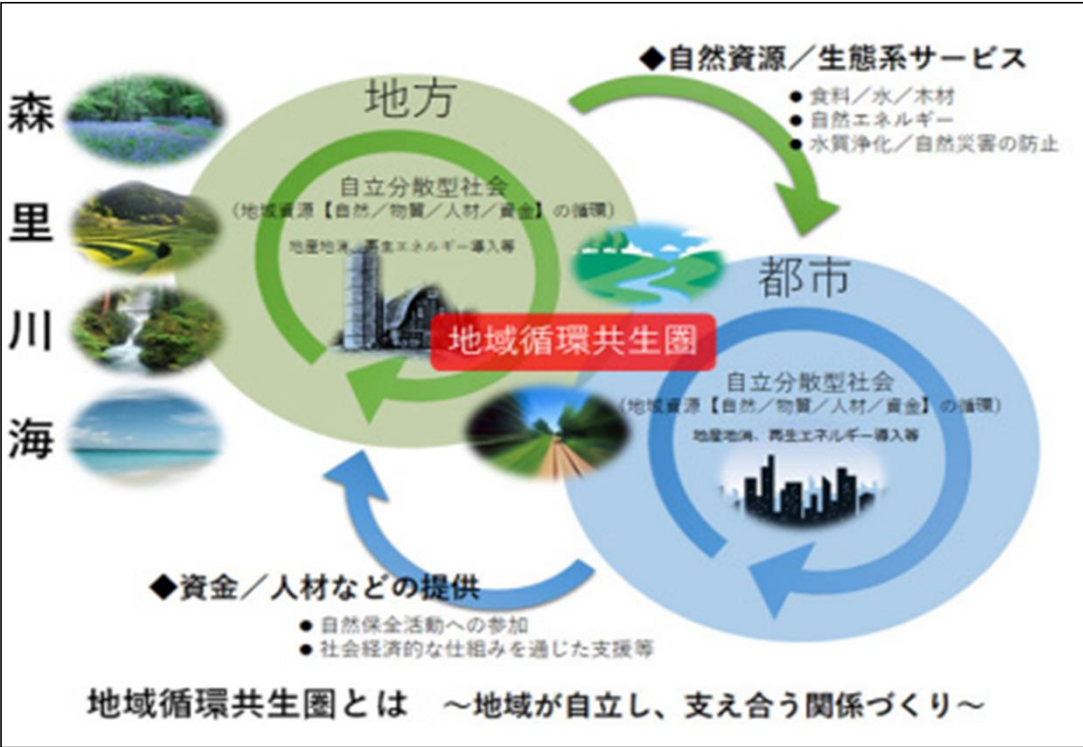 森
里
川
海
地方
自立分散型社会
(地域資源【自然／物質／人材／資金】の循環)
地産地消、再生エネルギー導入等
◆自然資源／生態系サービス
● 食料／水／木材
● 自然エネルギー
● 水質浄化／自然災害の防止
地域循環共生圏
都市
自立分散型社会
(地域資源【自然／物質／人材／資金】の循環)
地産地消、再生エネルギー導入等
◆資金／人材などの提供
● 自然保全活動への参加
● 社会経済的な仕組みを通じた支援等
地域循環共生圏とは　～地域が自立し、支え合う関係づくり～